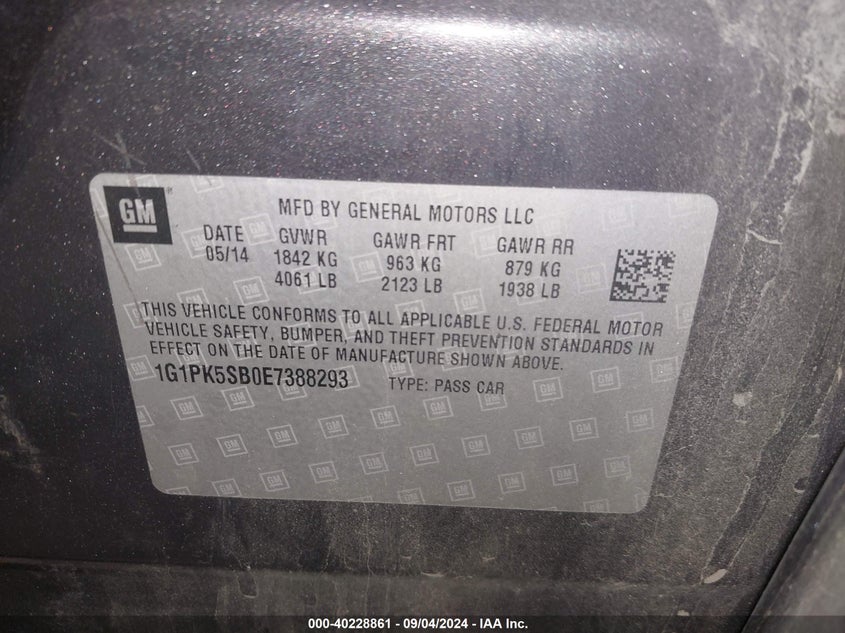 GM
MFD BY GENERAL MOTORS LLC
DATE GVWR GAWR FRT GAWR RR
05/14 1842 KG 963 KG 879 KG
4061 LB 2123 LB 1938 LB
THIS VEHICLE CONFORMS TO ALL APPLICABLE U.S. FEDERAL MOTOR
VEHICLE SAFETY, BUMPER, AND THEFT PREVENTION STANDARDS IN
EFFECT ON THE DATE OF MANUFACTURE SHOWN ABOVE.
1G1PK5SB0E7388293 TYPE: PASS CAR
000-40228861 - 09/04/2024 - IAA Inc.